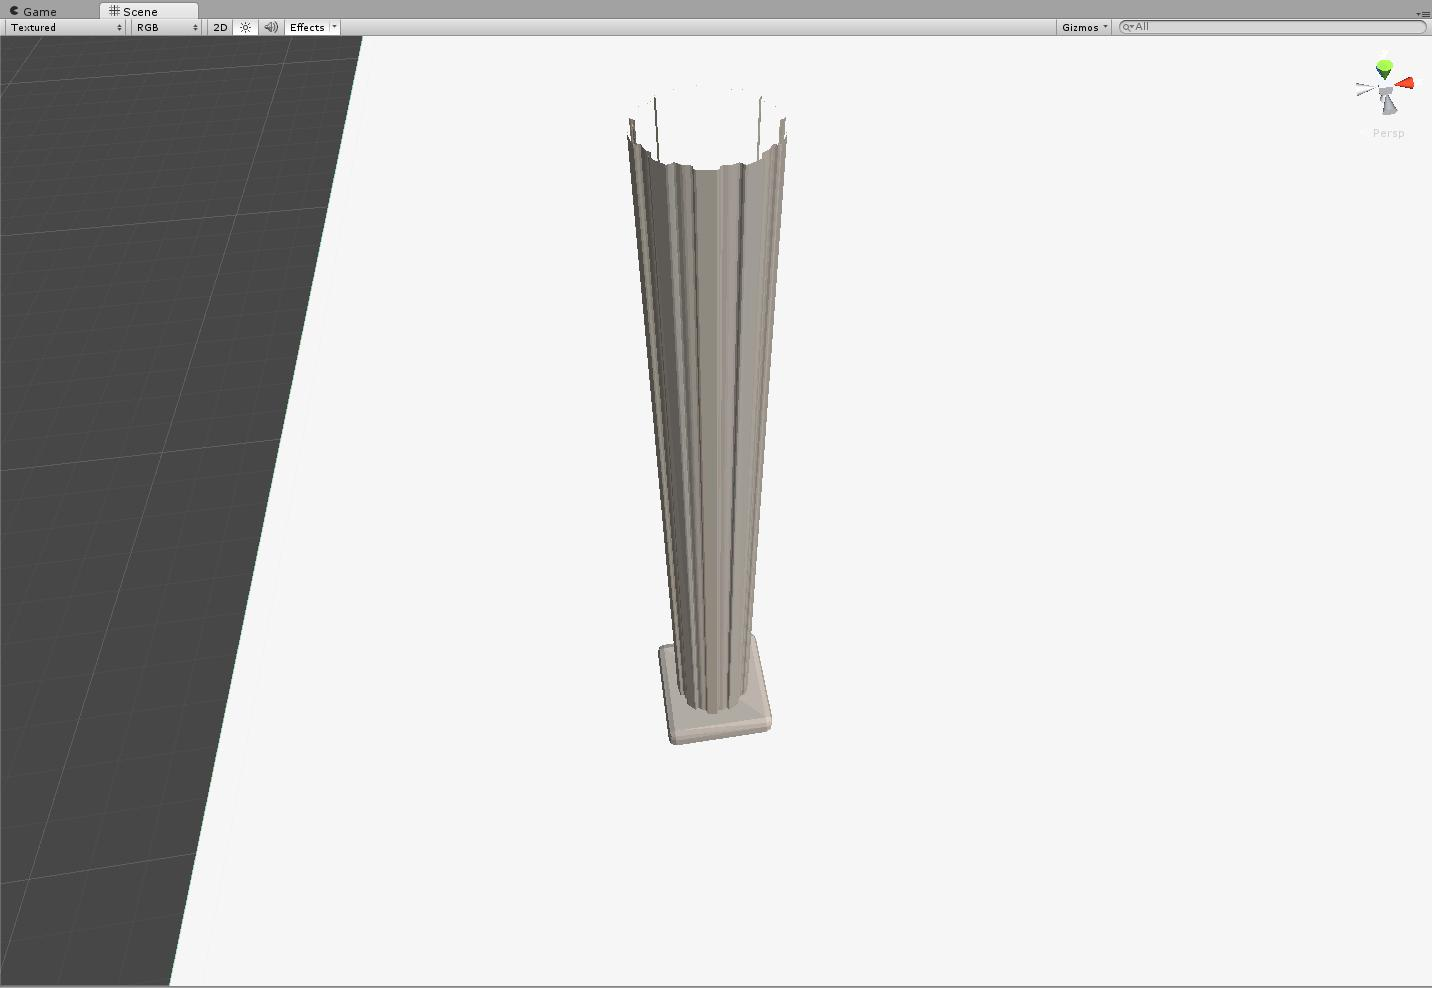 Game Scene
Textured RGB 2D Effects Gizmos All
Persp